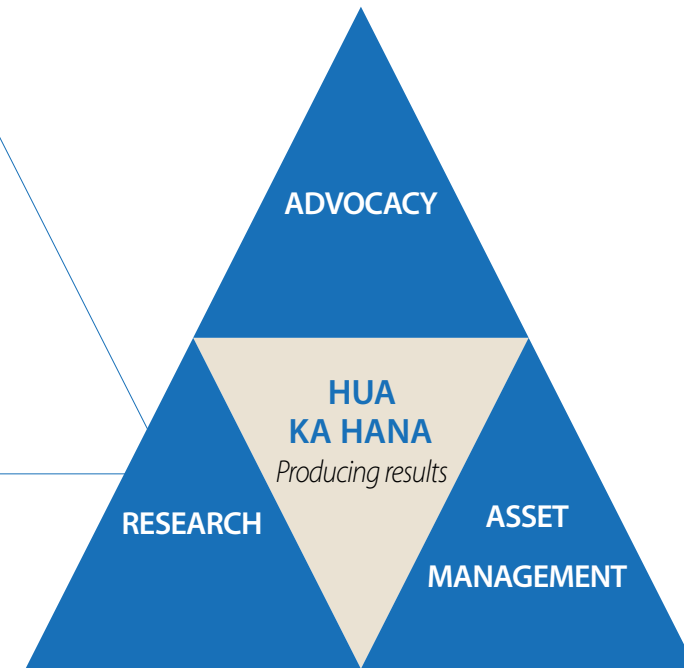 ADVOCACY
HUA
KA HANA
Producing results
RESEARCH
ASSET
MANAGEMENT